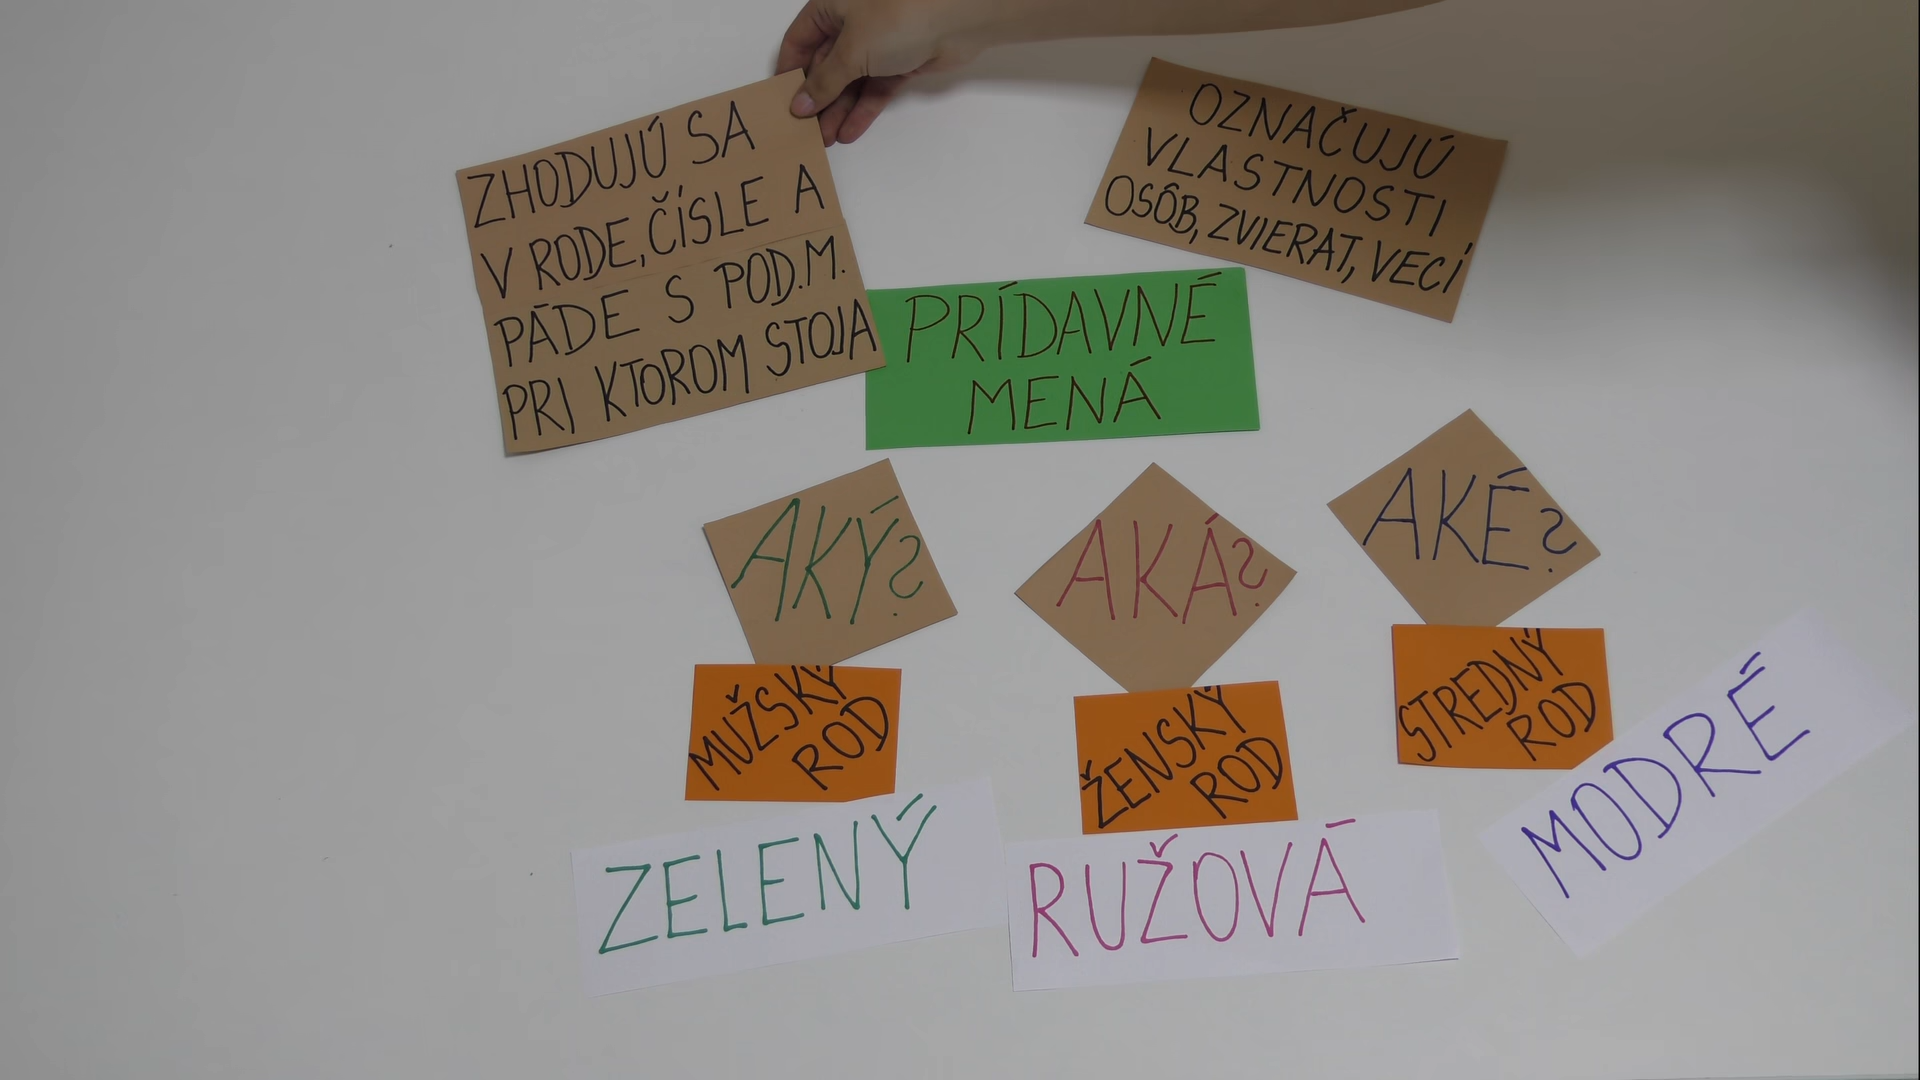 ZHODUJÚ SA
V RODE, ČÍSLE A
PÁDE S POD.M.
PRI KTOROM STOJA
OZNAČUJÚ
VLASTNOSTI
OSÔB, ZVIERAT, VECÍ
PRÍDAVNÉ
MENÁ
AKÝ?
AKÁ?
AKÉ?
MUŽSKÝ
ROD
ŽENSKÝ
ROD
STREDNÝ
ROD
ZELENÝ
RUŽOVÁ
MODRÉ